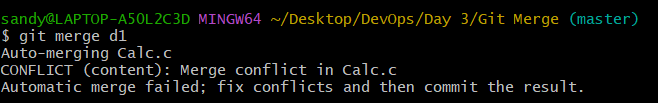 sandy@LAPTOP-A5OL2C3D MINGW64 ~/Desktop/DevOps/Day 3/Git Merge (master)
$ git merge d1
Auto-merging Calc.c
CONFLICT (content): Merge conflict in Calc.c
Automatic merge failed; fix conflicts and then commit the result.